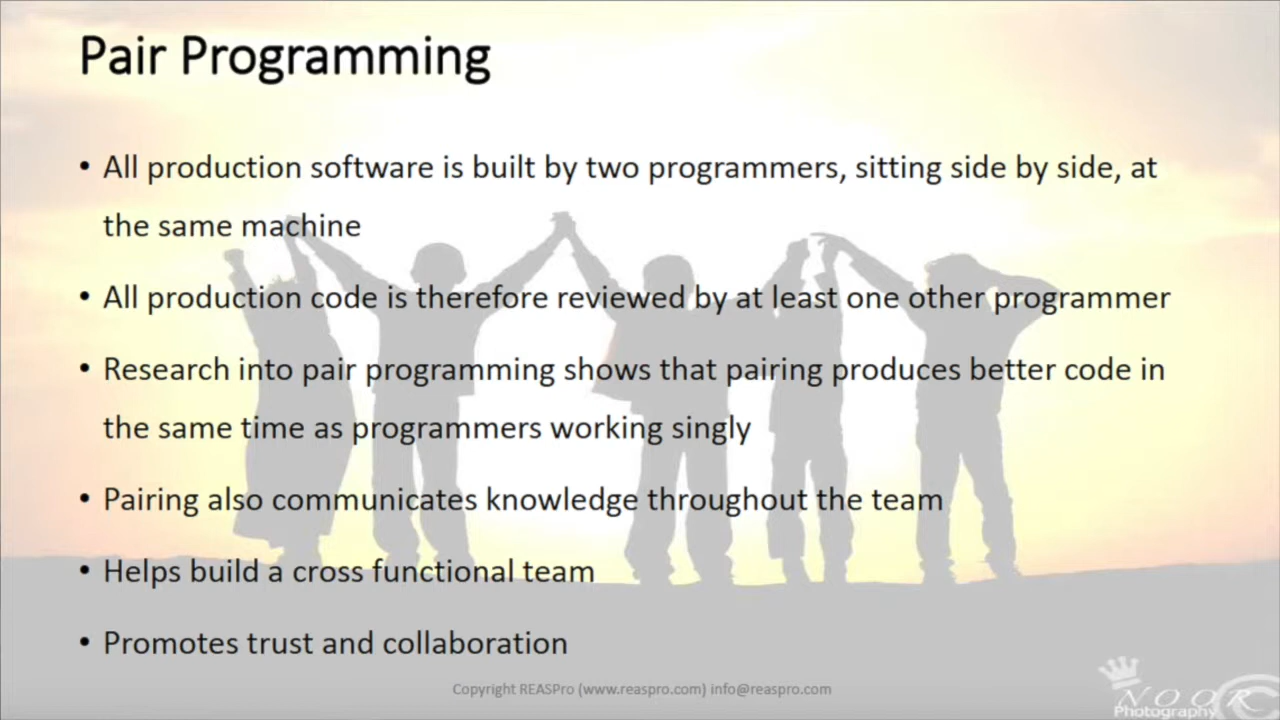 Pair Programming
• All production software is built by two programmers, sitting side by side, at
the same machine
• All production code is therefore reviewed by at least one other programmer
• Research into pair programming shows that pairing produces better code in
the same time as programmers working singly
• Pairing also communicates knowledge throughout the team
• Helps build a cross functional team
• Promotes trust and collaboration
Copyright REASPro (www.reaspro.com) info@reaspro.com
NOOR
Photography